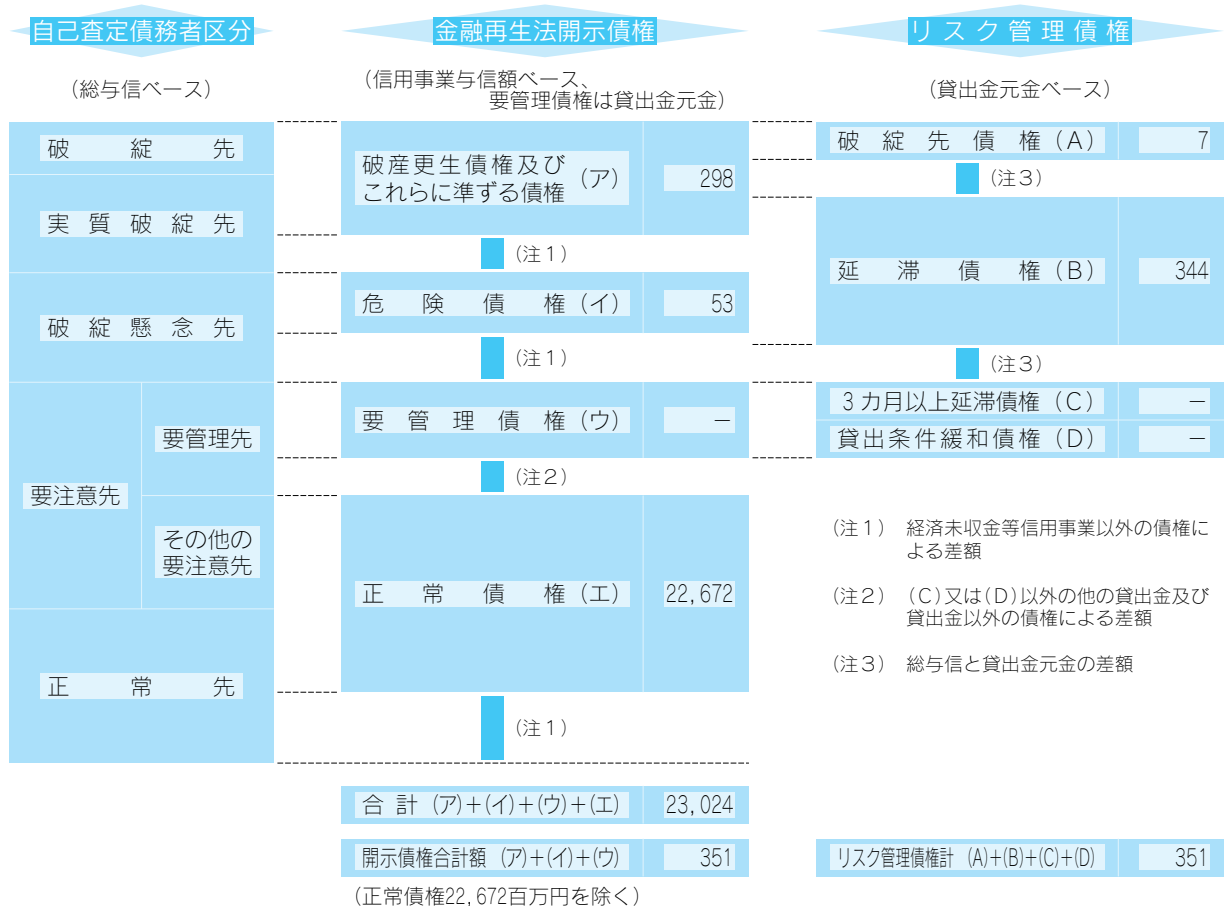 自己査定債務者区分
(総与信ベース)
破綻先
実質破綻先
破綻懸念先
要注意先
要管理先
その他の
要注意先
正常先
金融再生法開示債権
(信用事業与信額ベース、
要管理債権は貸出金元金)
破産更生債権及び
これらに準ずる債権 (ア) 298
(注1)
危険債権(イ) 53
(注1)
要管理債権(ウ) −
(注2)
正常債権(エ) 22,672
(注1)
合計 (ア)+(イ)+(ウ)+(エ) 23,024
開示債権合計額 (ア)+(イ)+(ウ) 351
(正常債権22,672百万円を除く)
リスク管理債権
(貸出金元金ベース)
破綻先債権(A) 7
(注3)
延滞債権(B) 344
(注3)
3カ月以上延滞債権(C) −
貸出条件緩和債権(D) −
(注1) 経済未収金等信用事業以外の債権に
よる差額
(注2) (C)又は(D)以外の他の貸出金及び
貸出金以外の債権による差額
(注3) 総与信と貸出金元金の差額
リスク管理債権計 (A)+(B)+(C)+(D) 351